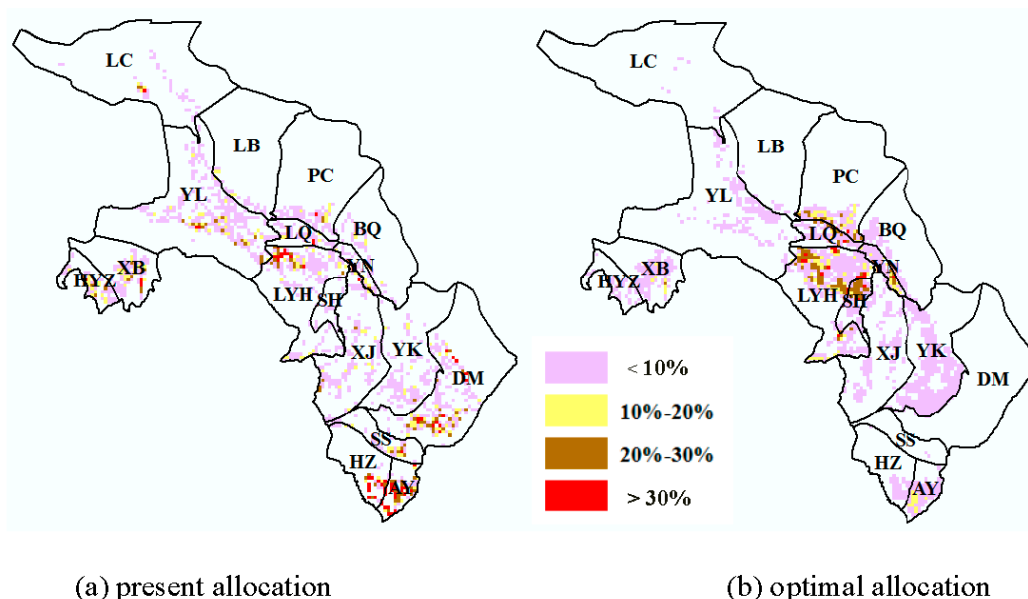 LC
LB
PC
YL
LQ
BQ
XB
HYZ
YN
LYH
SH
XJ
YK
DM
SS
HZ
AY
LC
LB
PC
YL
LQ
BQ
XB
HYZ
YN
LYH
SH
XJ
YK
DM
SS
HZ
AY
< 10%
10%-20%
20%-30%
> 30%
(a) present allocation
(b) optimal allocation